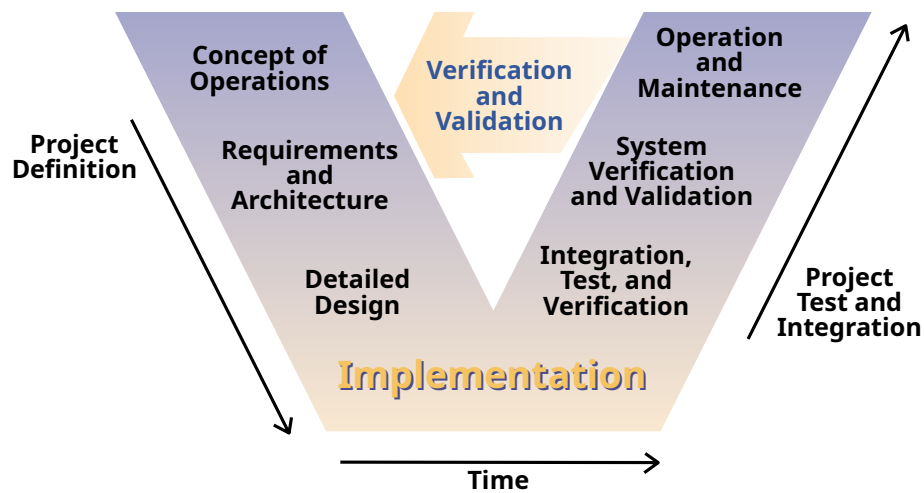 Concept of
Operations
Verification
and
Validation
Operation
and
Maintenance
Project
Definition
Requirements
and
Architecture
System
Verification
and Validation
Detailed
Design
Integration,
Test, and
Verification
Project
Test and
Integration
Implementation
Time